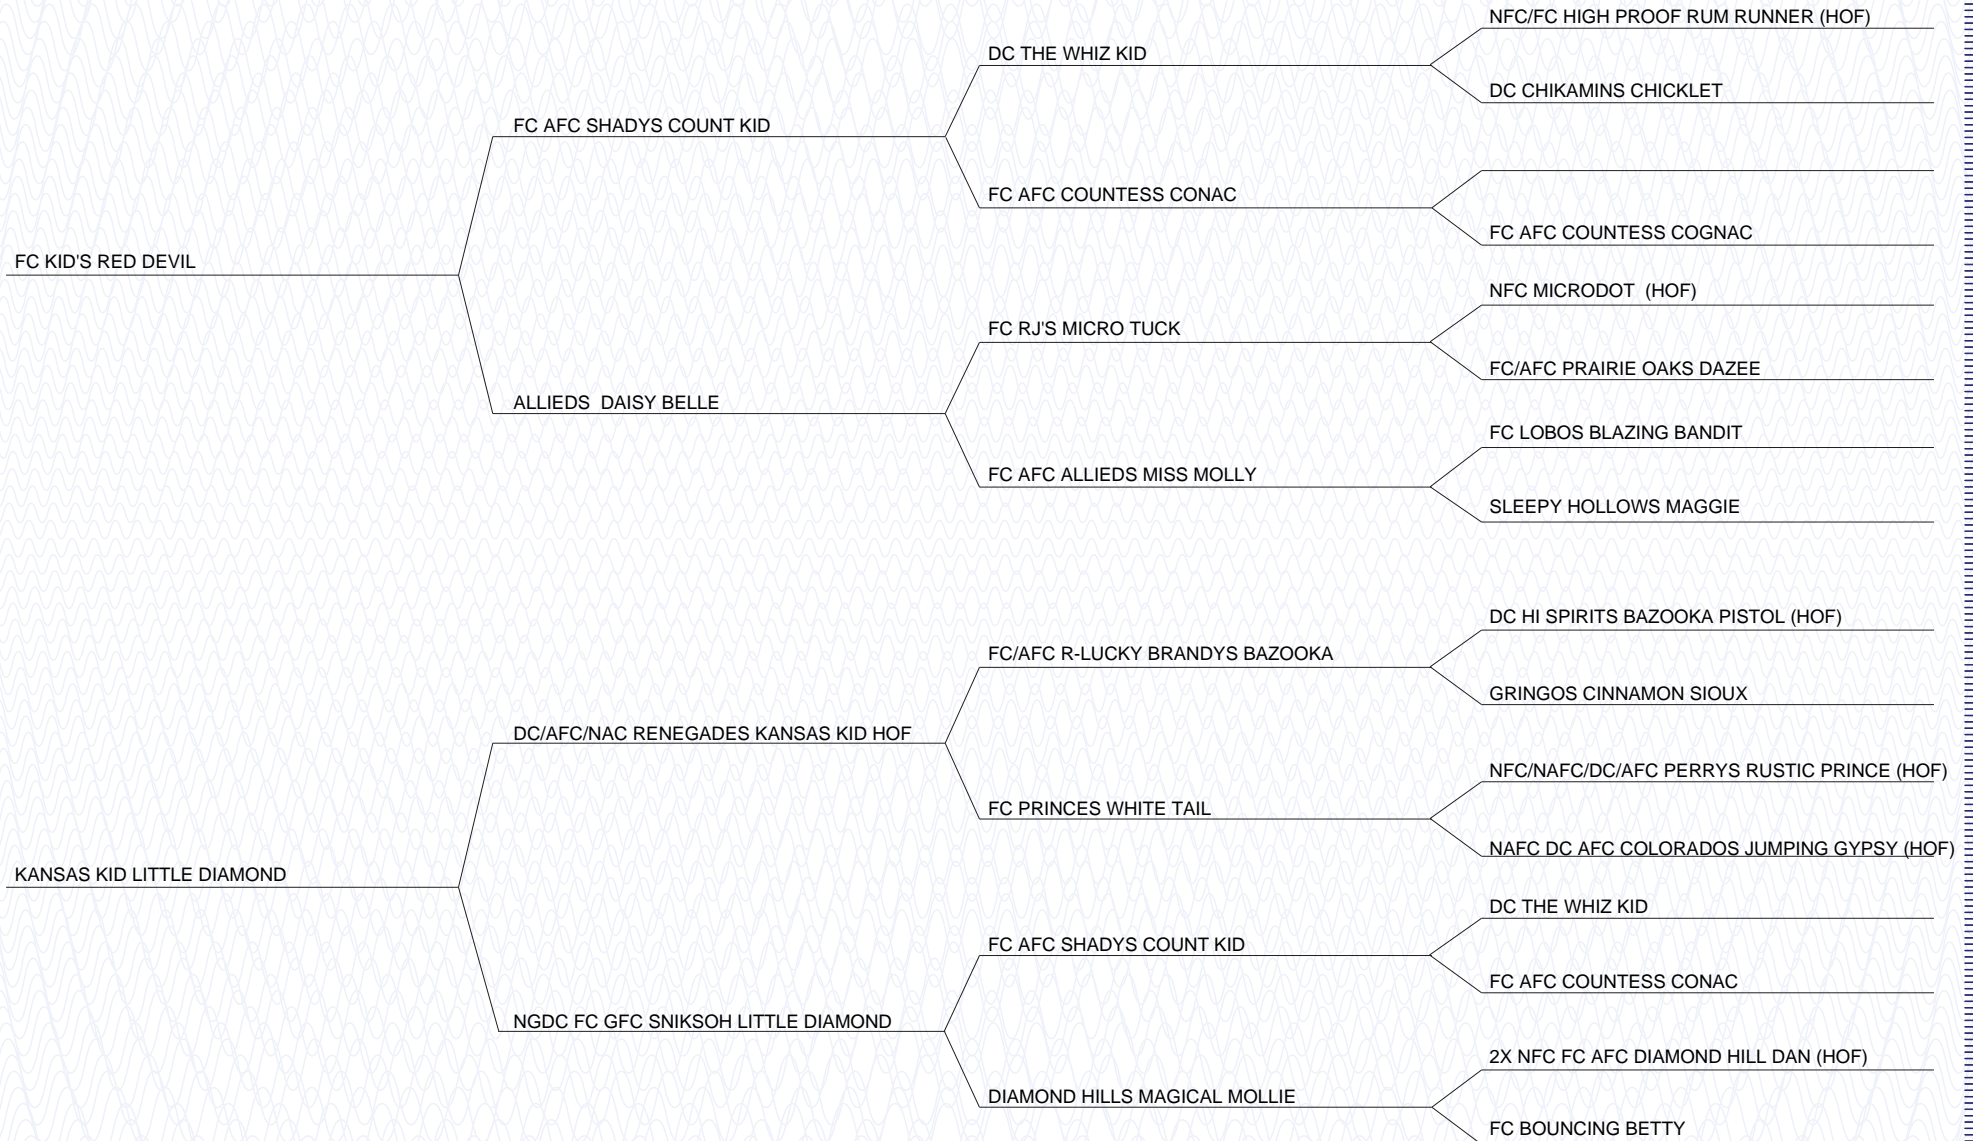 NFC/FC HIGH PROOF RUM RUNNER (HOF)
DC THE WHIZ KID
DC CHIKAMINS CHICKLET
FC AFC SHADYS COUNT KID
FC AFC COUNTESS CONAC
FC AFC COUNTESS COGNAC
FC KID'S RED DEVIL
NFC MICRODOT (HOF)
FC RJ'S MICRO TUCK
FC/AFC PRAIRIE OAKS DAZEE
ALLIEDS DAISY BELLE
FC LOBOS BLAZING BANDIT
FC AFC ALLIEDS MISS MOLLY
SLEEPY HOLLOWS MAGGIE
DC HI SPIRITS BAZOOKA PISTOL (HOF)
FC/AFC R-LUCKY BRANDYS BAZOOKA
GRINGOS CINNAMON SIOUX
DC/AFC/NAC RENEGADES KANSAS KID HOF
NFC/NAFC/DC/AFC PERRYS RUSTIC PRINCE (HOF)
FC PRINCES WHITE TAIL
NAFC DC AFC COLORADOS JUMPING GYPSY (HOF)
KANSAS KID LITTLE DIAMOND
DC THE WHIZ KID
FC AFC SHADYS COUNT KID
FC AFC COUNTESS CONAC
NGDC FC GFC SNIKSOH LITTLE DIAMOND
2X NFC FC AFC DIAMOND HILL DAN (HOF)
DIAMOND HILLS MAGICAL MOLLIE
FC BOUNCING BETTY